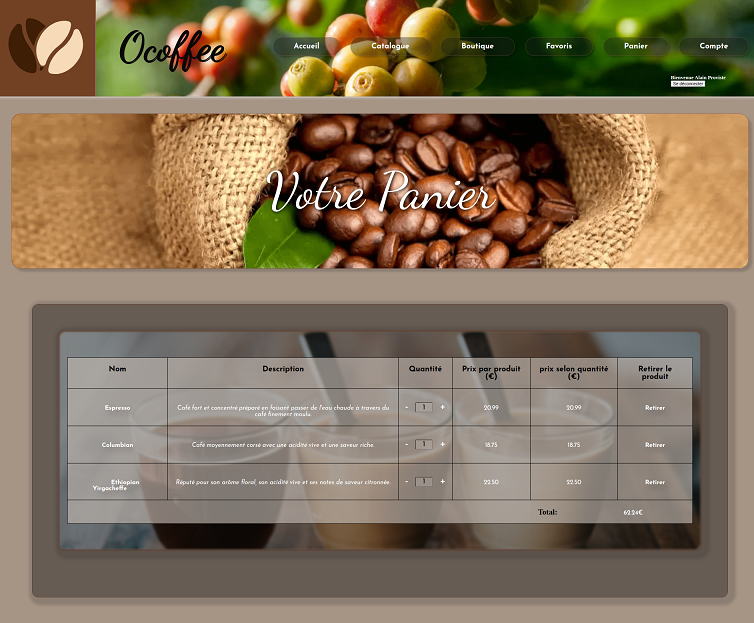 Ocoffee
Accueil Catalogue Boutique Favoris Panier Compte
Bienvenue Alain Proviste
Se déconnecter
Votre Panier
Nom Description Quantité Prix par produit (€) prix selon quantité (€) Retirer le produit
Espresso Café fort et concentré préparé en faisant passer de l'eau chaude à travers du café finement moulu. - 1 + 20.99 20.99 Retirer
Columbian Café moyennement corsé avec une acidité vive et une saveur riche. - 1 + 18.75 18.75 Retirer
Ethiopian Yirgacheffe Réputé pour son arôme floral, son acidité vive et ses notes de saveur citronnée. - 1 + 22.50 22.50 Retirer
Total: 62.24€